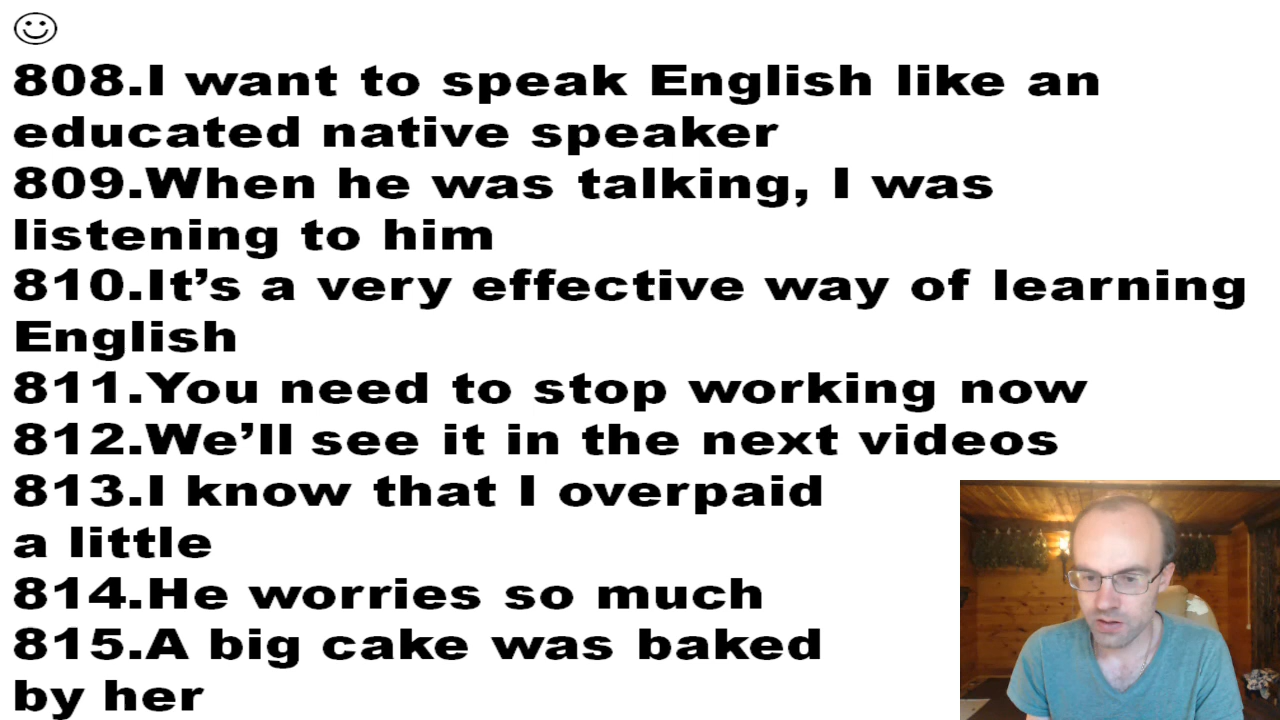 808.I want to speak English like an
educated native speaker
809.When he was talking, I was
listening to him
810.It’s a very effective way of learning
English
811.You need to stop working now
812.We’ll see it in the next videos
813.I know that I overpaid
a little
814.He worries so much
815.A big cake was baked
by her